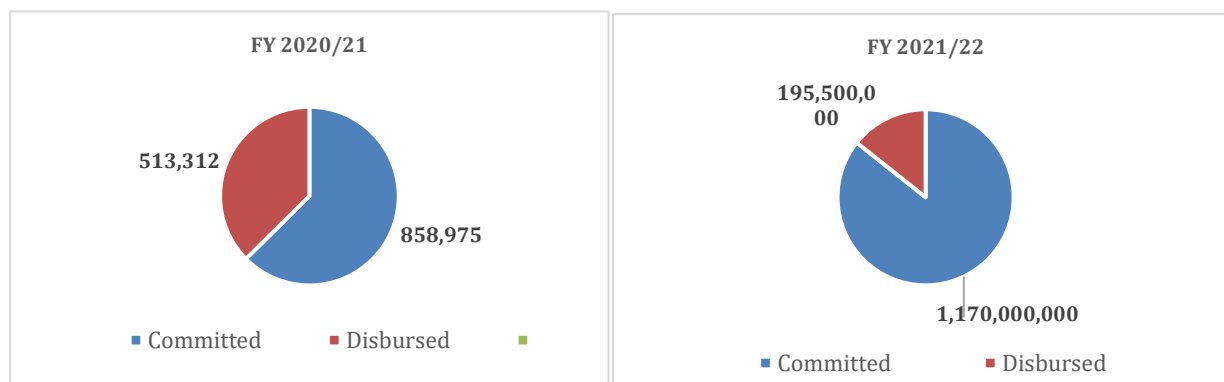 FY 2020/21
513,312
858,975
Committed Disbursed
FY 2021/22
195,500,0
00
1,170,000,000
Committed Disbursed